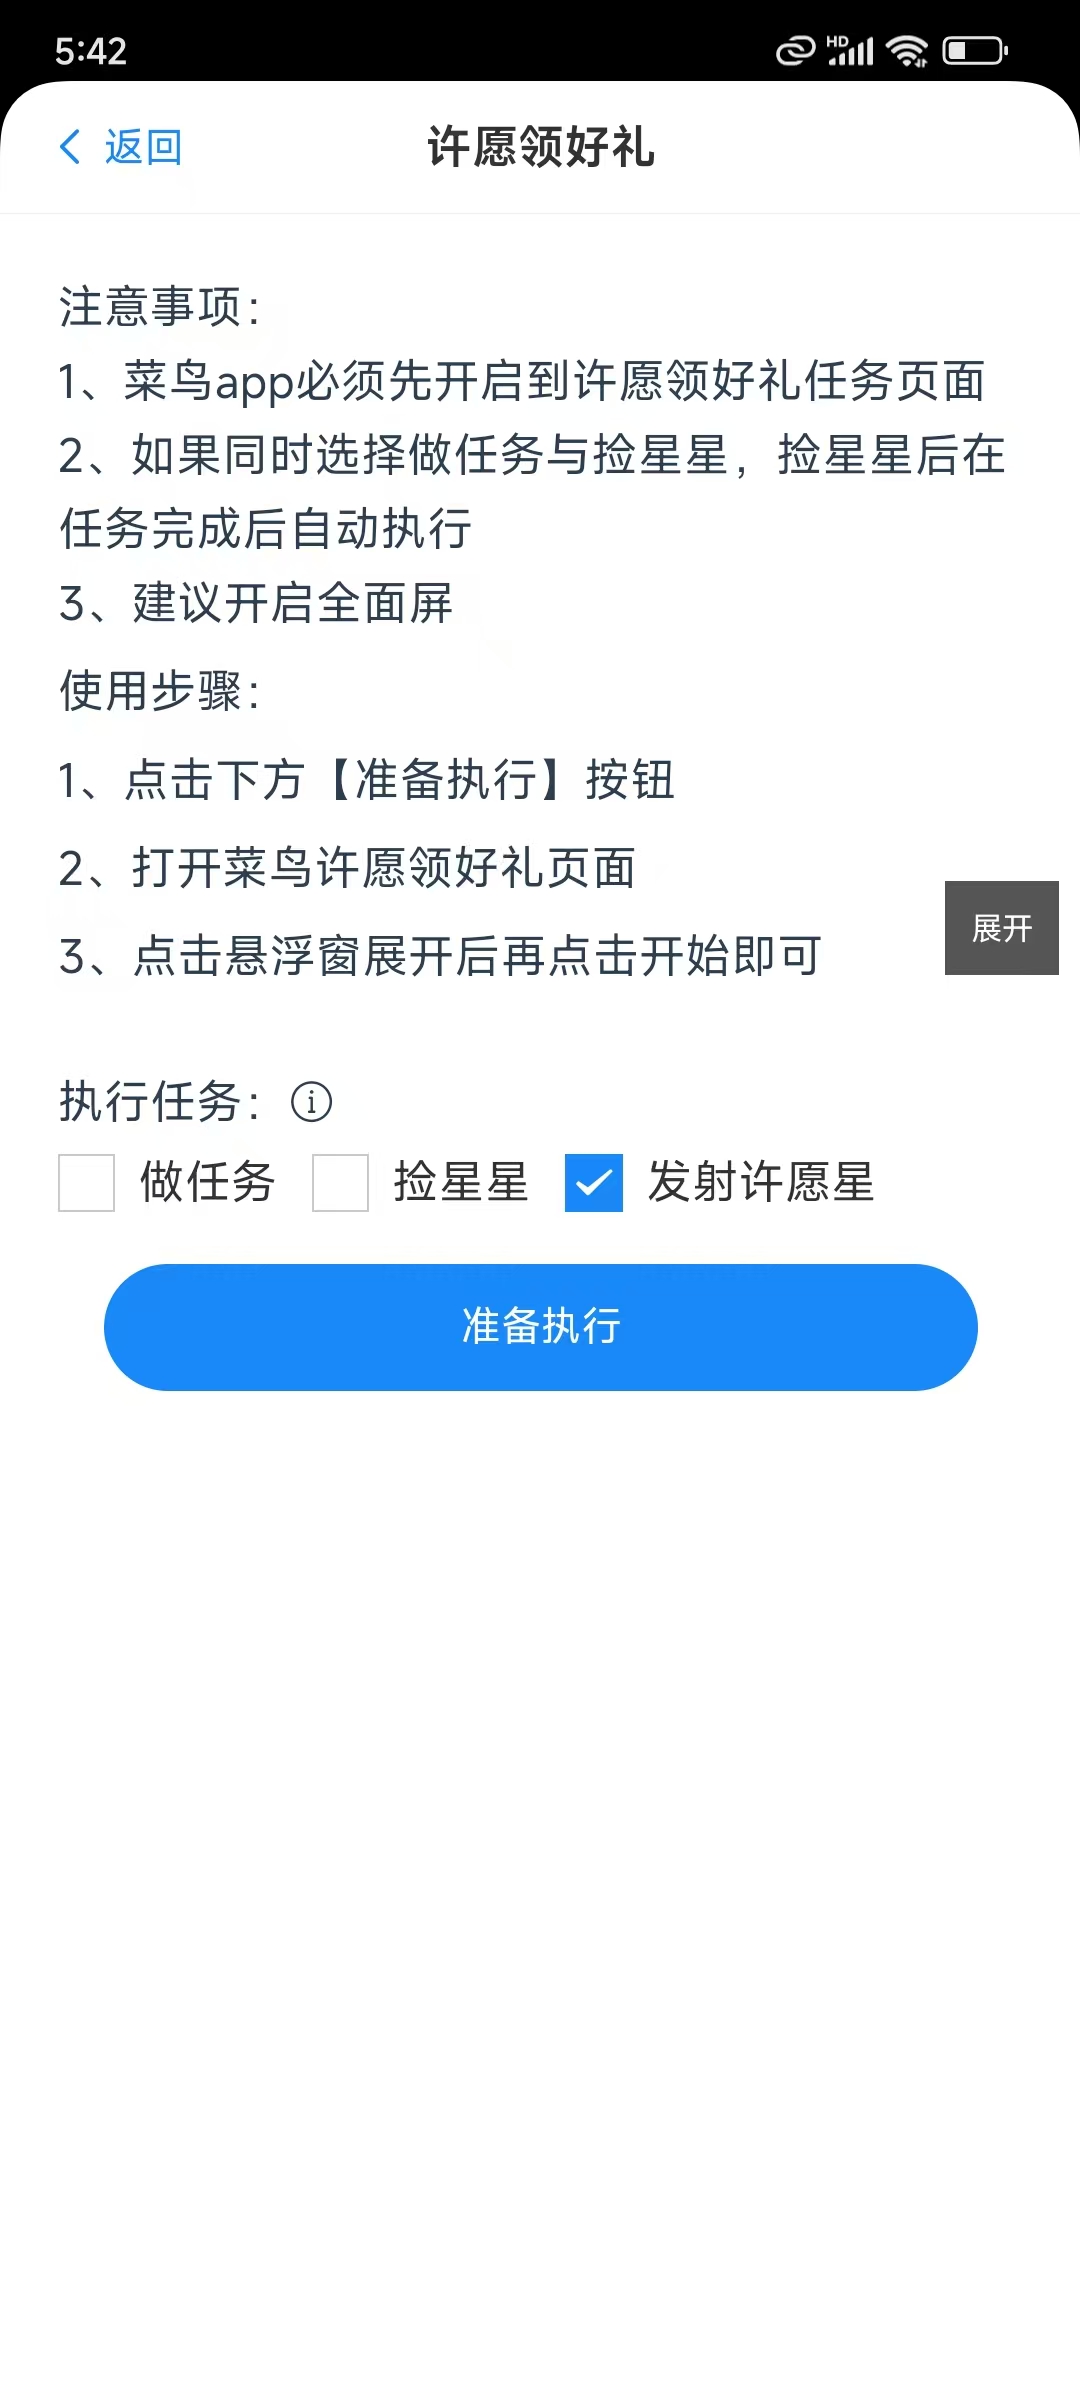 5:42
HD
返回
许愿领好礼
注意事项：
1、菜鸟app必须先开启到许愿领好礼任务页面
2、如果同时选择做任务与捡星星，捡星星后在
任务完成后自动执行
3、建议开启全面屏
使用步骤：
1、点击下方【准备执行】按钮
2、打开菜鸟许愿领好礼页面
展开
3、点击悬浮窗展开后再点击开始即可
执行任务：
做任务 捡星星 发射许愿星
准备执行